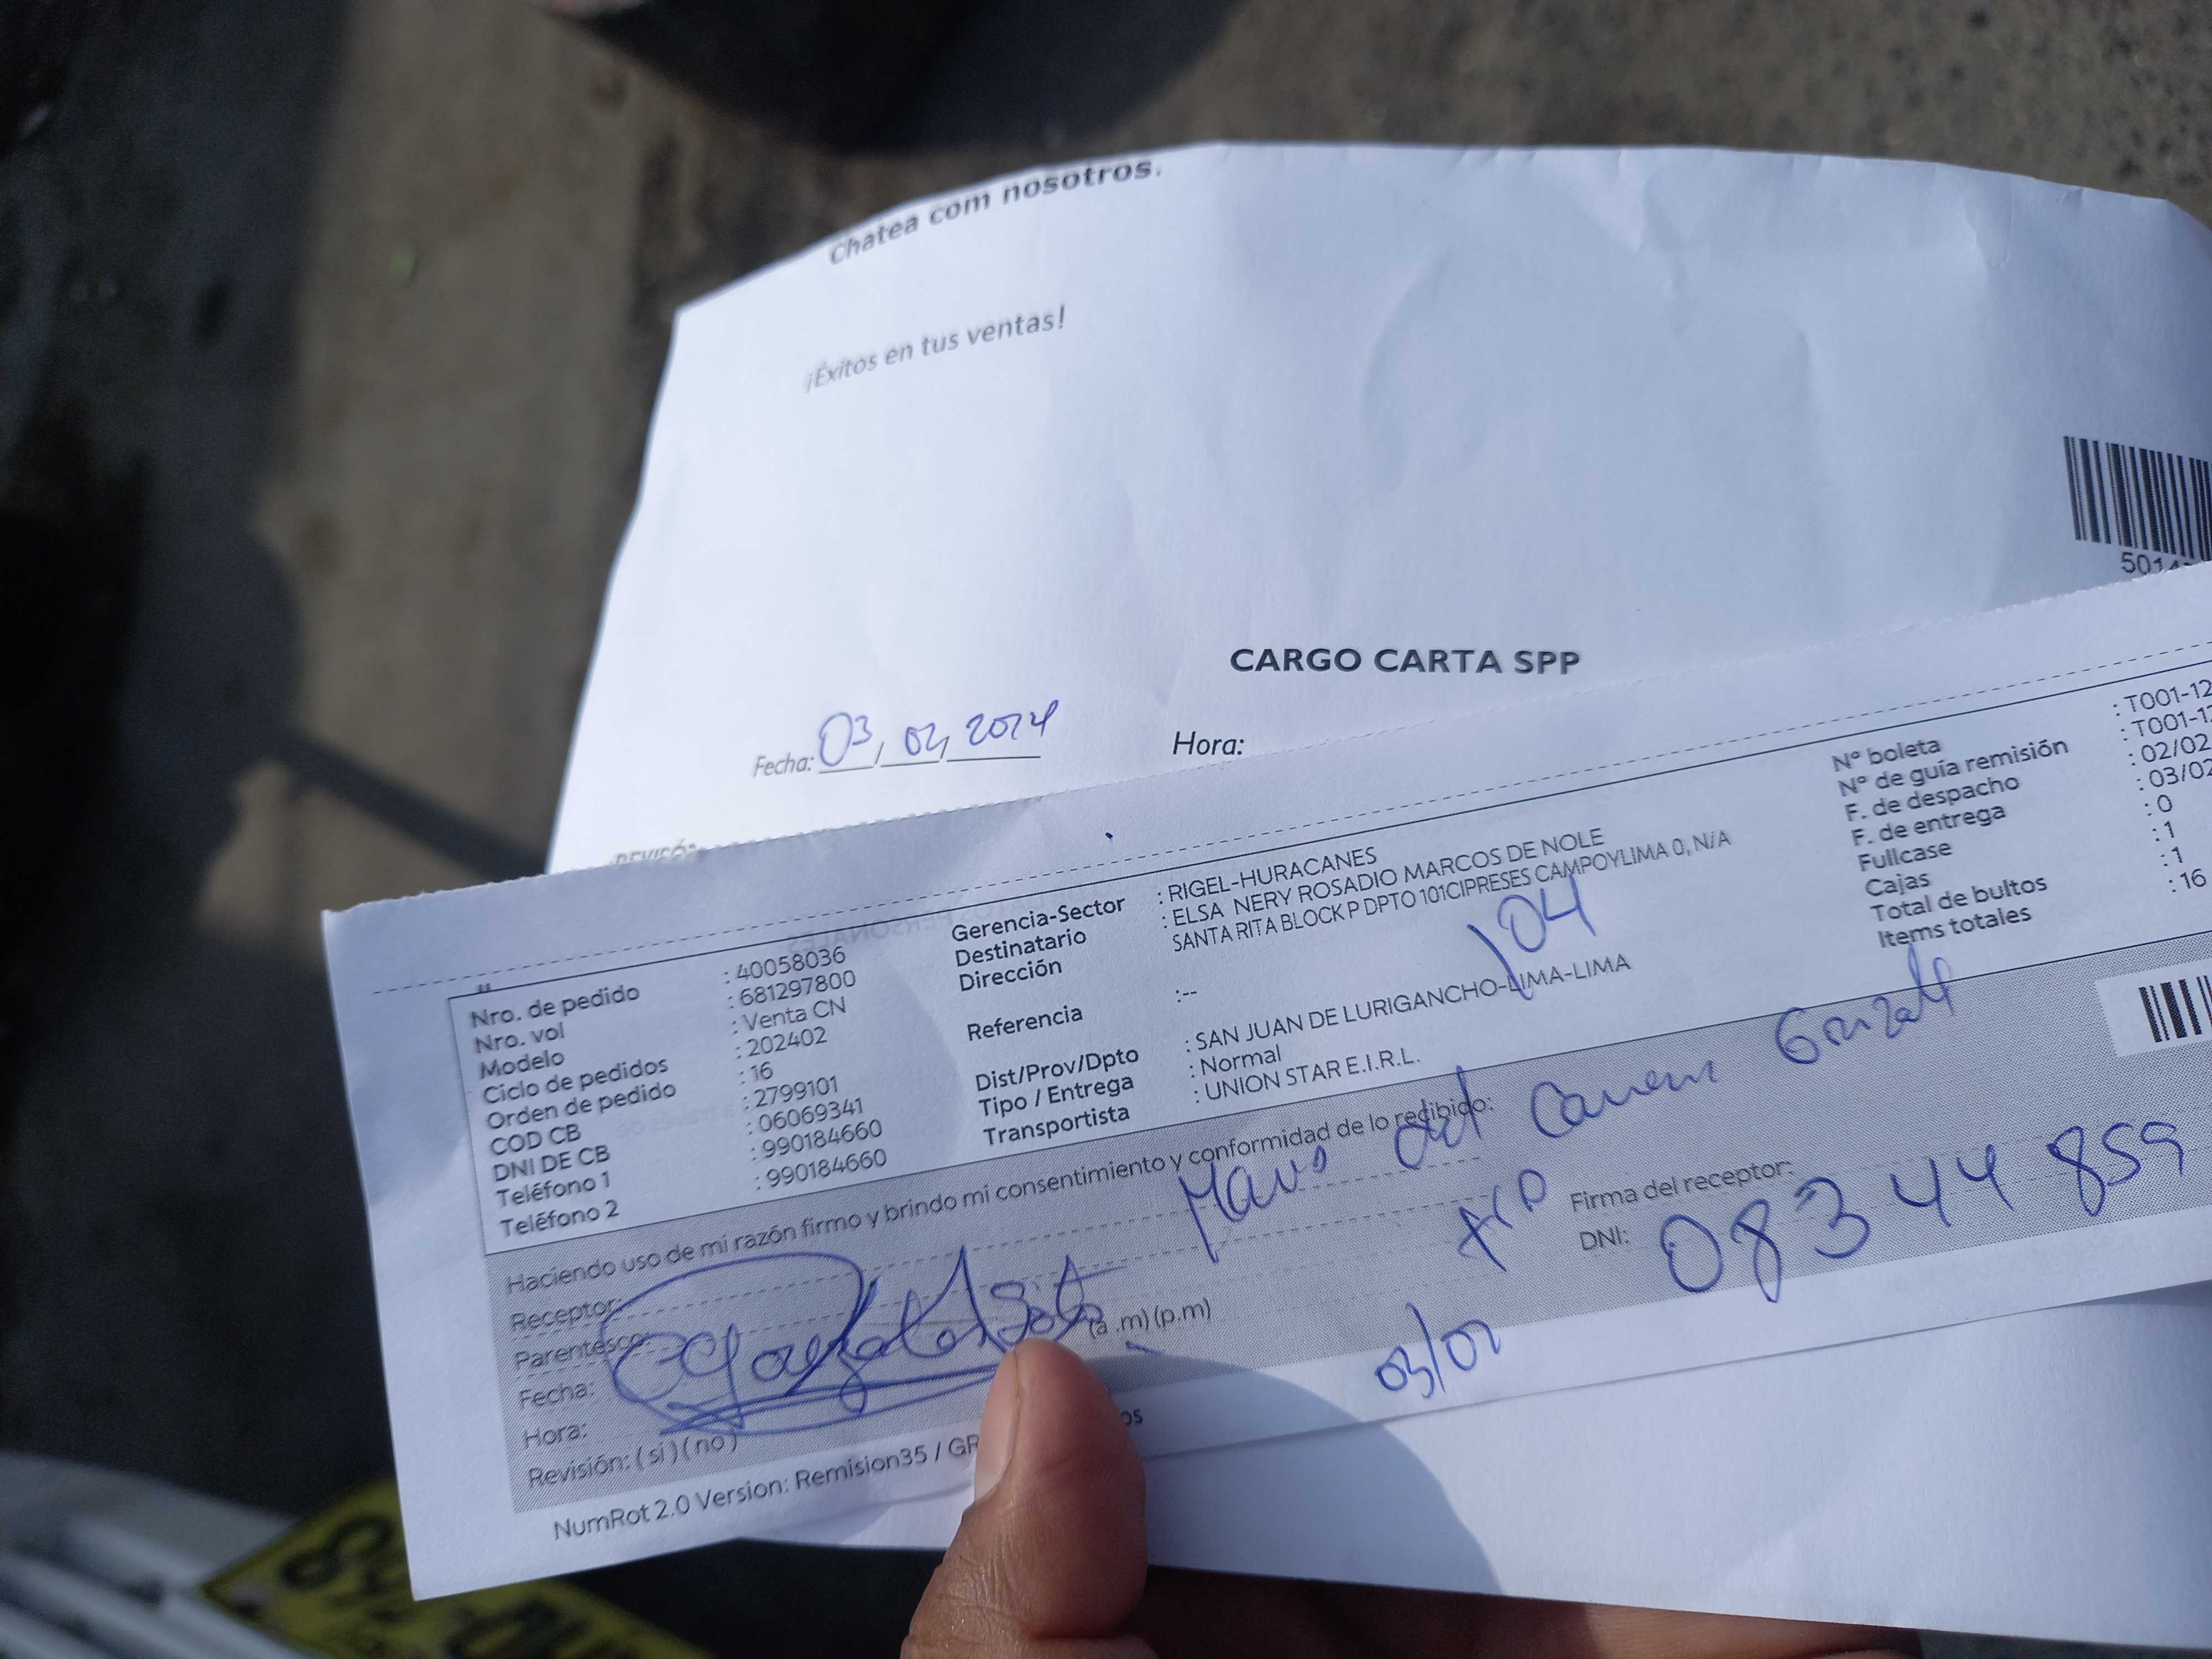 chatea com nosotros.
¡Éxitos en tus ventas!
CARGO CARTA SPP
Fecha: 03/02/2024 Hora:
Nro. de pedido : 40058036
Nro. vol : 681297800
Modelo : Venta CN
Ciclo de pedidos : 202402
Orden de pedido : 16
COD CB : 2799101
DNI DE CB : 06069341
Teléfono 1 : 990184660
Teléfono 2 : 990184660
Gerencia-Sector : RIGEL-HURACANES
Destinatario : ELSA NERY ROSADIO MARCOS DE NOLE
Dirección SANTA RITA BLOCK P DPTO 101CIPRESES CAMPOYLIMA 0, N/A
104
Referencia :--
Dist/Prov/Dpto : SAN JUAN DE LURIGANCHO-LIMA-LIMA
Tipo / Entrega : Normal
Transportista : UNION STAR E.I.R.L.
Nº boleta : T001-12
Nº de guía remisión : T001-12
F. de despacho : 02/02
F. de entrega : 03/02
Fullcase : 0
Cajas : 1
Total de bultos : 1
Items totales : 16
Haciendo uso de mi razón firmo y brindo mi consentimiento y conformidad de lo recibido:
Receptor:
Parentesco:
Fecha:
Hora: (a .m) (p.m)
Revisión: ( si ) ( no )
del Carmen
Firma del receptor:
DNI: 08344859
03/02
NumRot 2.0 Version: Remision35 / GR